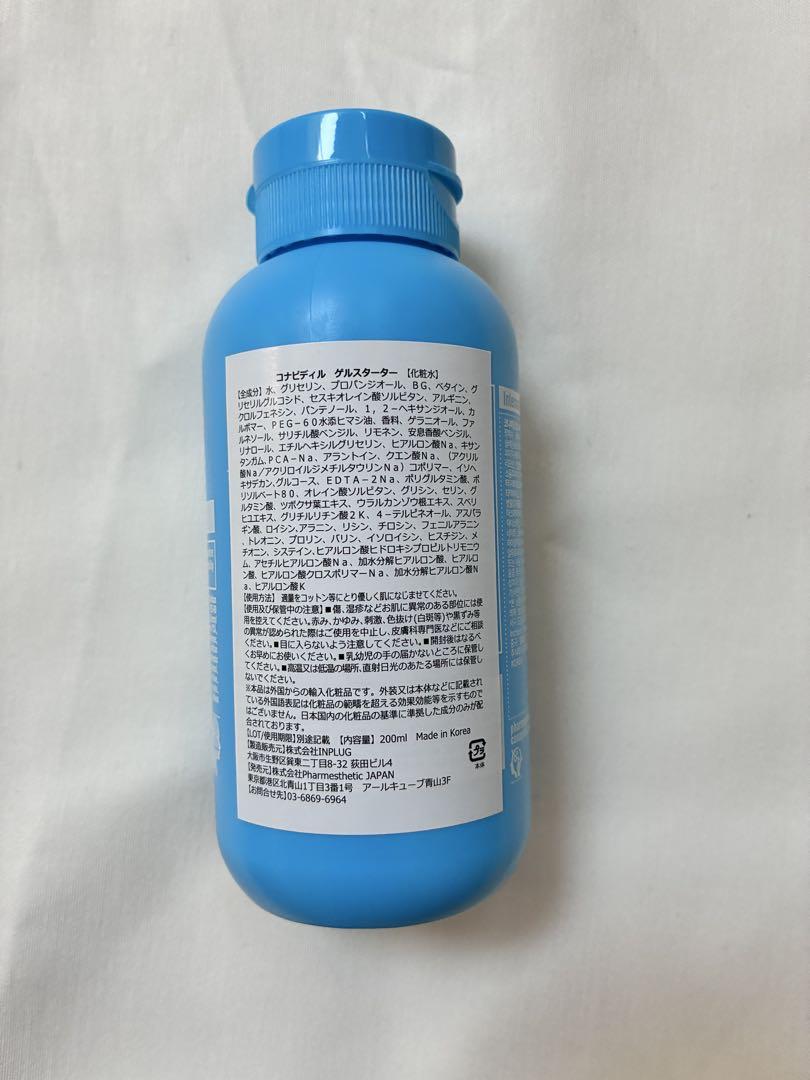 コナビディル ゲルスターター 【化粧水】
【全成分】水、グリセリン、プロパンジオール、BG、ベタイン、グ
リセリルグルコシド、セスキオレイン酸ソルビタン、アルギニン、
クロルフェネシン、パンテノール、1,2-ヘキサンジオール、カ
ルボマー、PEG-60水添ヒマシ油、香料、ゲラニオール、ファ
ルネソール、サリチル酸ベンジル、リモネン、安息香酸ベンジル、
リナロール、エチルヘキシルグリセリン、ヒアルロン酸Na、キサン
タンガム、PCA-Na、アラントイン、クエン酸Na、(アクリル
酸Na/アクリロイルジメチルタウリンNa)コポリマー、イソヘ
キサデカン、グルコース、EDTA-2Na、ポリグルタミン酸、ポ
リソルベート80、オレイン酸ソルビタン、グリシン、セリン、グ
ルタミン酸、ツボクサ葉エキス、ウラルカンゾウ根エキス、スベリ
ヒユエキス、グリチルリチン酸2K、4-テルピネオール、アスパラ
ギン酸、ロイシン、アラニン、リシン、チロシン、フェニルアラニン
、トレオニン、プロリン、バリン、イソロイシン、ヒスチジン、メ
チオニン、システイン、ヒアルロン酸ヒドロキシプロピルトリモニウ
ム、アセチルヒアルロン酸Na、加水分解ヒアルロン酸、ヒアルロ
ン酸、ヒアルロン酸クロスポリマーNa、加水分解ヒアルロン酸N
a、ヒアルロン酸K
【使用方法】 適量をコットン等にとり優しく肌になじませてください。
【使用及び保管中の注意】■傷、湿疹などお肌に異常のある部位には使
用を控えてください。赤み、かゆみ、刺激、色抜け(白斑等)や黒ずみ等
の異常が認められた際はご使用を中止し、皮膚科専門医などにご相談
ください。■目に入らないよう注意してください。■開封後はなるべ
くお早めにお使いください。■乳幼児の手の届かないところに保管し
てください。■高温又は低温の場所、直射日光のあたる場所には保管し
ないでください。
※本品は外国からの輸入化粧品です。外装又は本体などに記載され
ている外国語表記は化粧品の範疇を超える効果効能等を示すもので
はございません。日本国内の化粧品の基準に準拠した成分のみが配
合されております。
【LOT/使用期限】別途記載 【内容量】200ml Made in Korea
【製造販売元】株式会社INPLUG
大阪市生野区巽東二丁目8-32 荻田ビル4
【発売元】株式会社Pharmesthetic JAPAN
東京都港区北青山1丁目3番1号 アールキューブ青山3F
【お問合せ先】03-6869-6964
プラ
本体